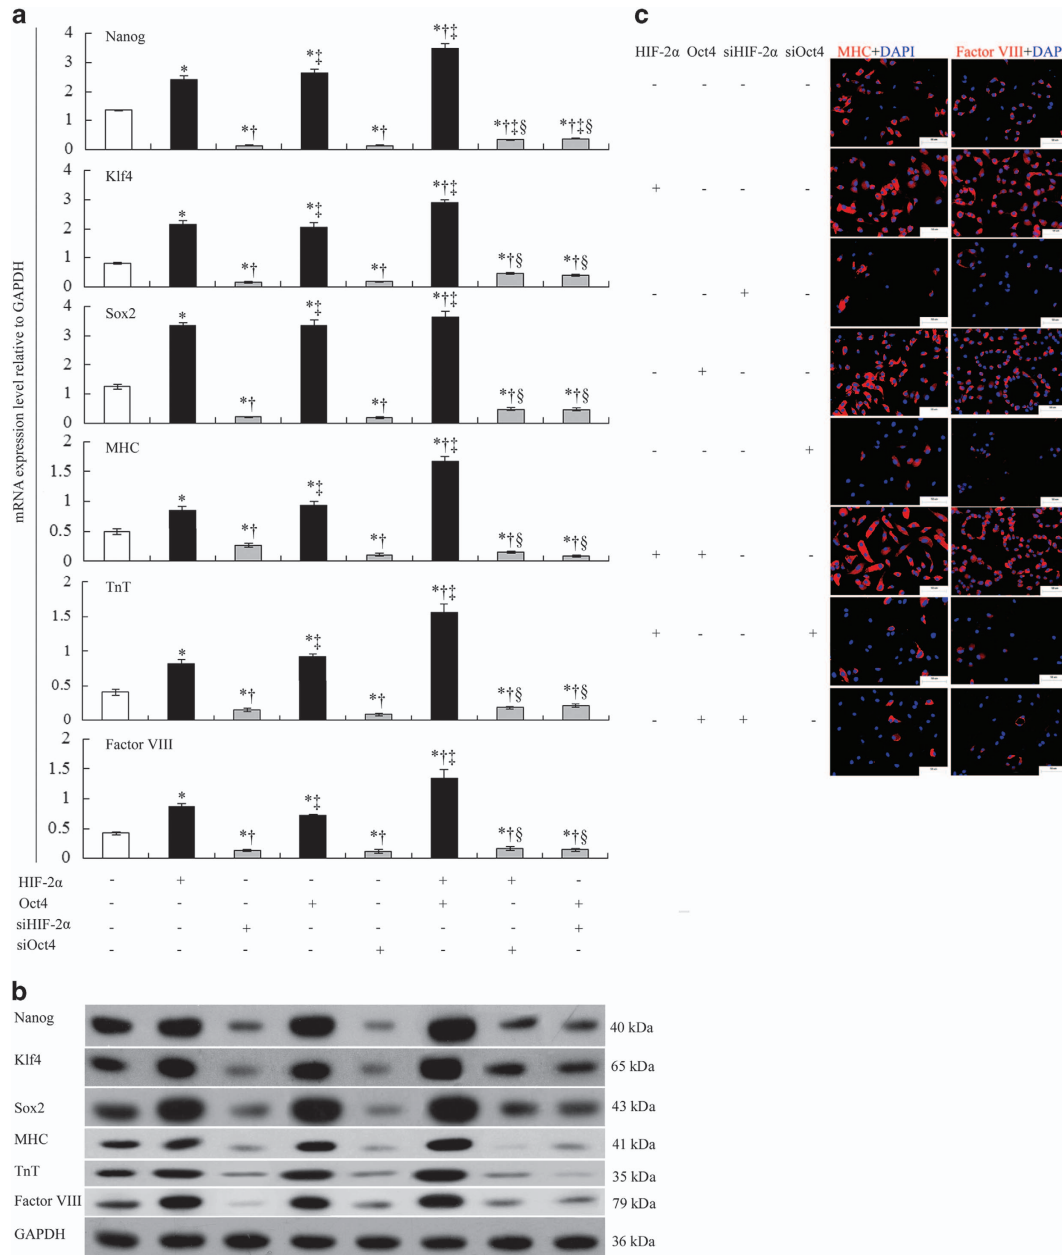 a
mRNA expression level relative to GAPDH
Nanog
4
3
2
1
0
*
*†
*‡
*†
*†‡
*†‡§
*†‡§
Klf4
4
3
2
1
0
*
*†
*‡
*†
*†‡
*†§
*†§
Sox2
4
3
2
1
0
*
*†
*‡
*†
*†‡
*†§
*†§
MHC
2
1.5
1
0.5
0
*
*†
*‡
*†
*†‡
*†§
*†§
TnT
2
1.5
1
0.5
0
*
*†
*‡
*†
*†‡
*†§
*†§
Factor VIII
2
1.5
1
0.5
0
*
*†
*‡
*†
*†‡
*†§
*†§
HIF-2α - + - - - + + -
Oct4 - - - + - + - +
siHIF-2α - - + - - - - +
siOct4 - - - - + - + -
b
Nanog 40 kDa
Klf4 65 kDa
Sox2 43 kDa
MHC 41 kDa
TnT 35 kDa
Factor VIII 79 kDa
GAPDH 36 kDa
c
HIF-2α Oct4 siHIF-2α siOct4 MHC+DAPI Factor VIII+DAP
- - - -
+ - - -
- - + -
- + - -
- - - +
+ + - -
+ - - +
- + + -